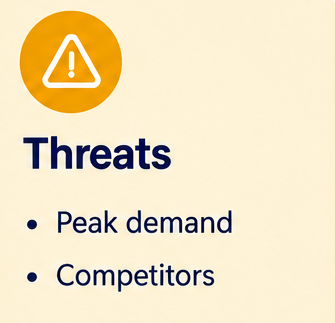 Threats
• Peak demand
• Competitors